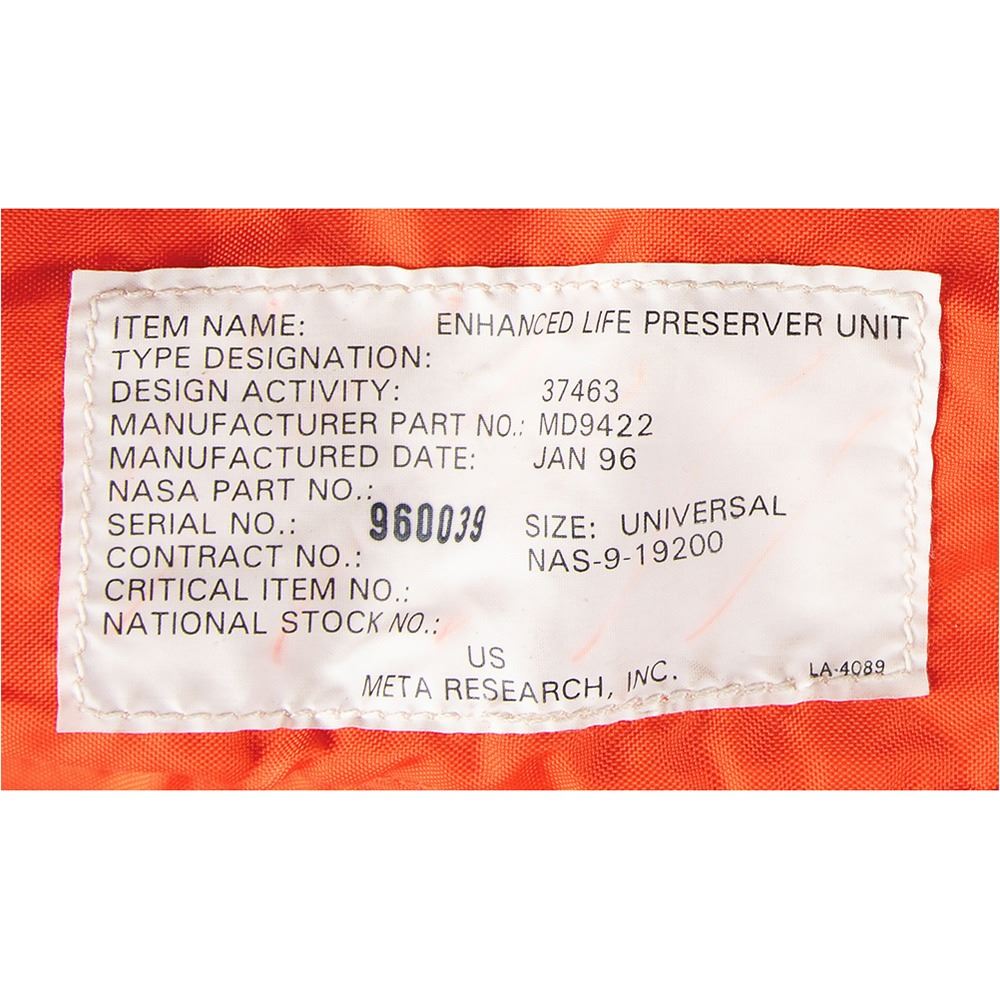 ITEM NAME: ENHANCED LIFE PRESERVER UNIT
TYPE DESIGNATION:
DESIGN ACTIVITY: 37463
MANUFACTURER PART NO.: MD9422
MANUFACTURED DATE: JAN 96
NASA PART NO.:
SERIAL NO.: 960039 SIZE: UNIVERSAL
CONTRACT NO.: NAS-9-19200
CRITICAL ITEM NO.:
NATIONAL STOCK NO.:
US
META RESEARCH, INC. LA-4089